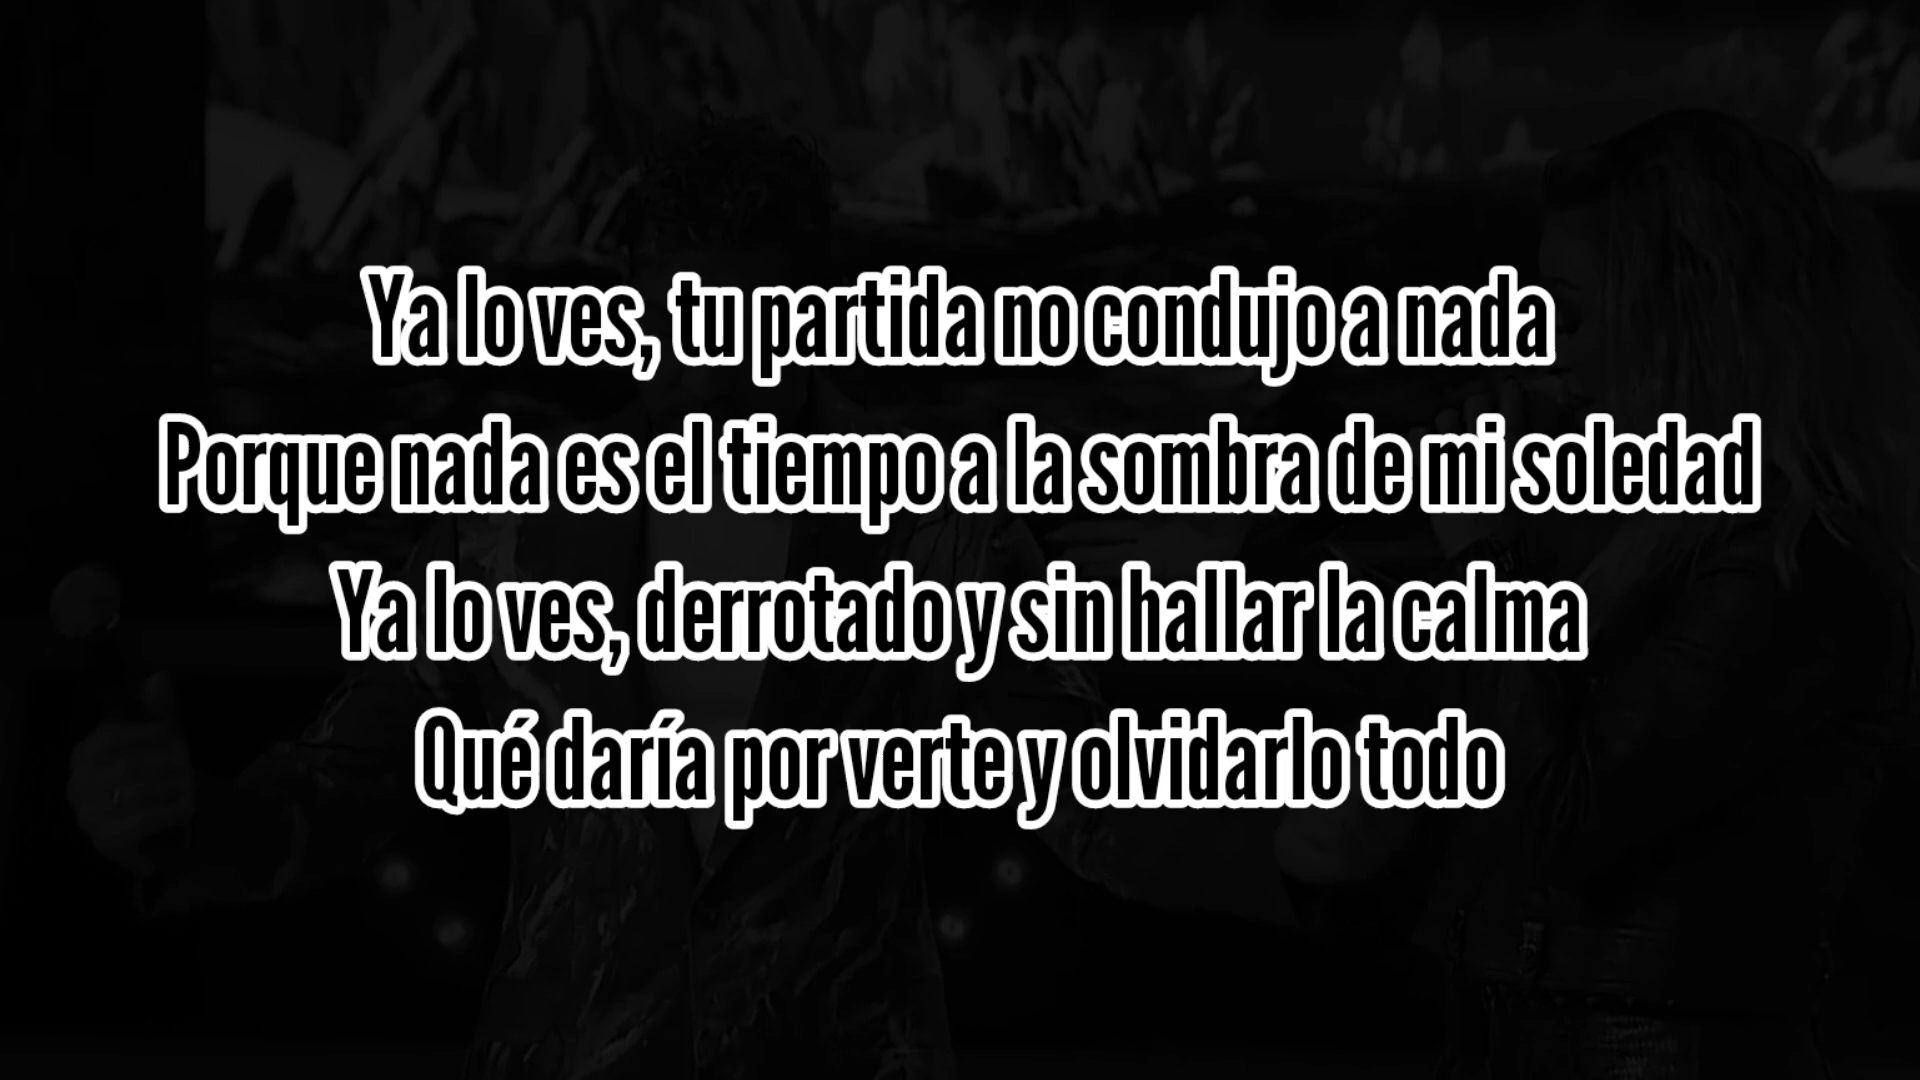 Ya lo ves, tu partida no condujo a nada
Porque nada es el tiempo a la sombra de mi soledad
Ya lo ves, derrotado y sin hallar la calma
Qué daría por verte y olvidarlo todo